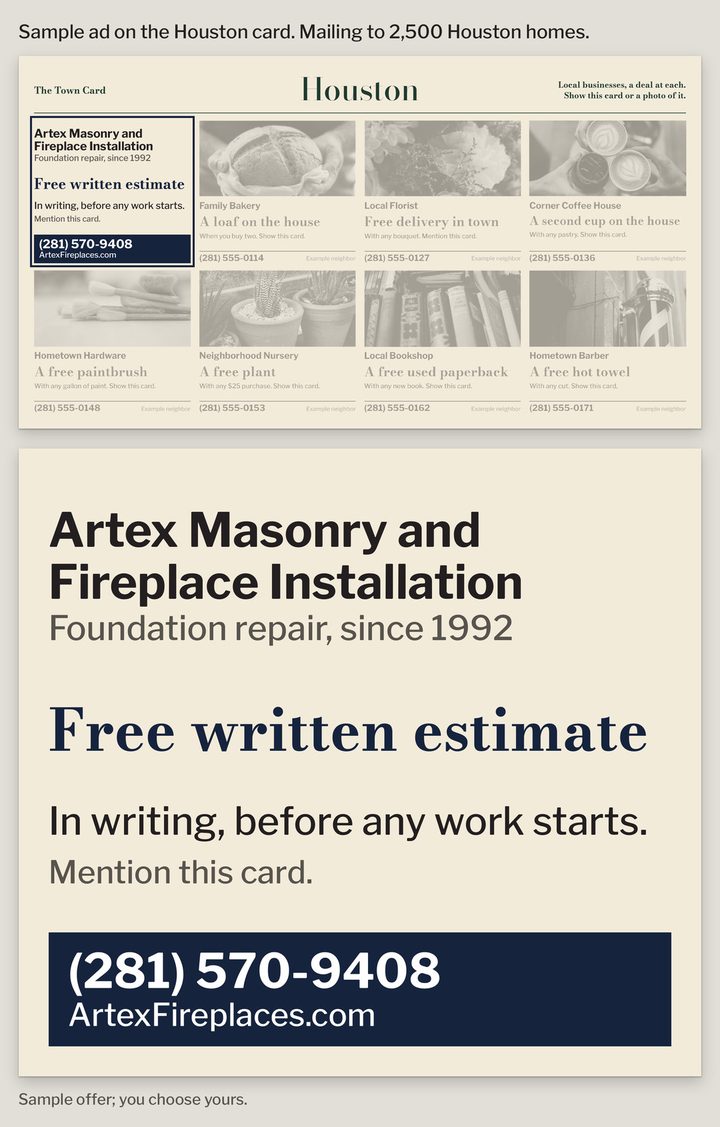 Sample ad on the Houston card. Mailing to 2,500 Houston homes.
The Town Card
Houston
Local businesses, a deal at each.
Show this card or a photo of it.
Artex Masonry and
Fireplace Installation
Foundation repair, since 1992
Free written estimate
In writing, before any work starts.
Mention this card.
(281) 570-9408
ArtexFireplaces.com
Family Bakery
A loaf on the house
When you buy two. Show this card.
(281) 555-0114
Example neighbor
Local Florist
Free delivery in town
With any bouquet. Mention this card.
(281) 555-0127
Example neighbor
Corner Coffee House
A second cup on the house
With any pastry. Show this card.
(281) 555-0136
Example neighbor
Hometown Hardware
A free paintbrush
With any gallon of paint. Show this card.
(281) 555-0148
Example neighbor
Neighborhood Nursery
A free plant
With any $25 purchase. Show this card.
(281) 555-0153
Example neighbor
Local Bookshop
A free used paperback
With any new book. Show this card.
(281) 555-0162
Example neighbor
Hometown Barber
A free hot towel
With any cut. Show this card.
(281) 555-0171
Example neighbor
Artex Masonry and
Fireplace Installation
Foundation repair, since 1992
Free written estimate
In writing, before any work starts.
Mention this card.
(281) 570-9408
ArtexFireplaces.com
Sample offer; you choose yours.